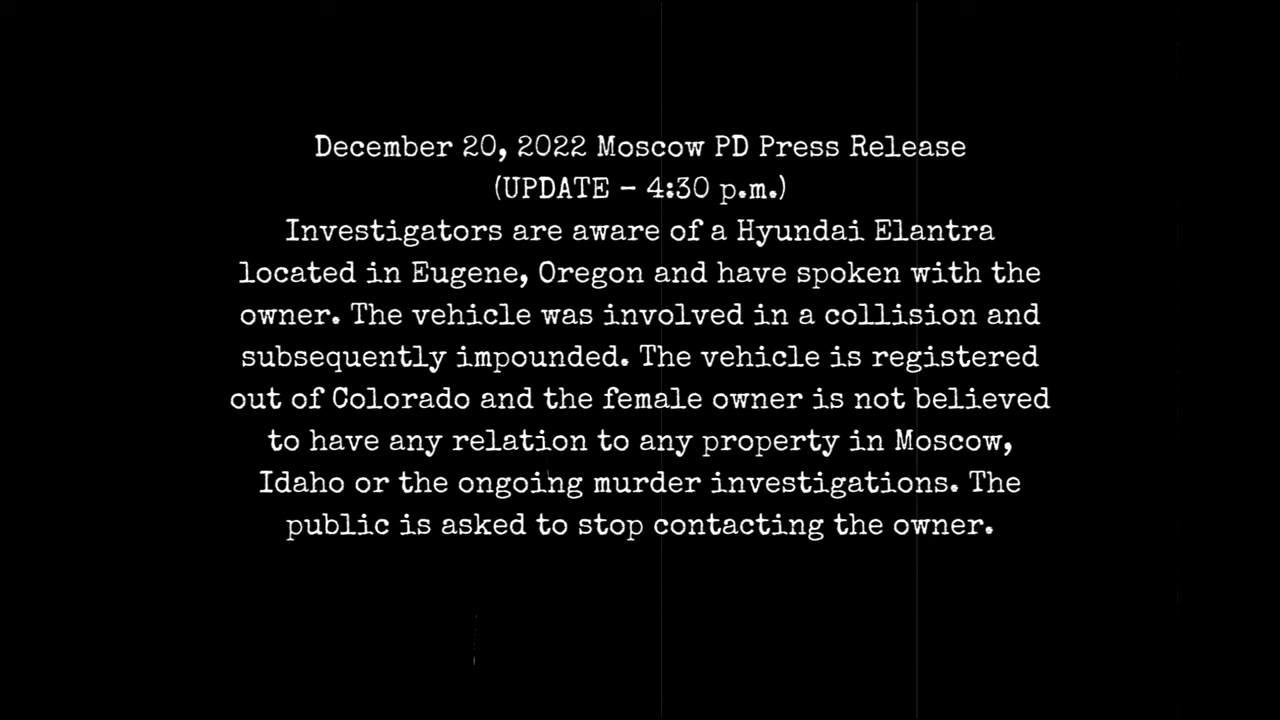 December 20, 2022 Moscow PD Press Release
(UPDATE - 4:30 p.m.)
Investigators are aware of a Hyundai Elantra
located in Eugene, Oregon and have spoken with the
owner. The vehicle was involved in a collision and
subsequently impounded. The vehicle is registered
out of Colorado and the female owner is not believed
to have any relation to any property in Moscow,
Idaho or the ongoing murder investigations. The
public is asked to stop contacting the owner.